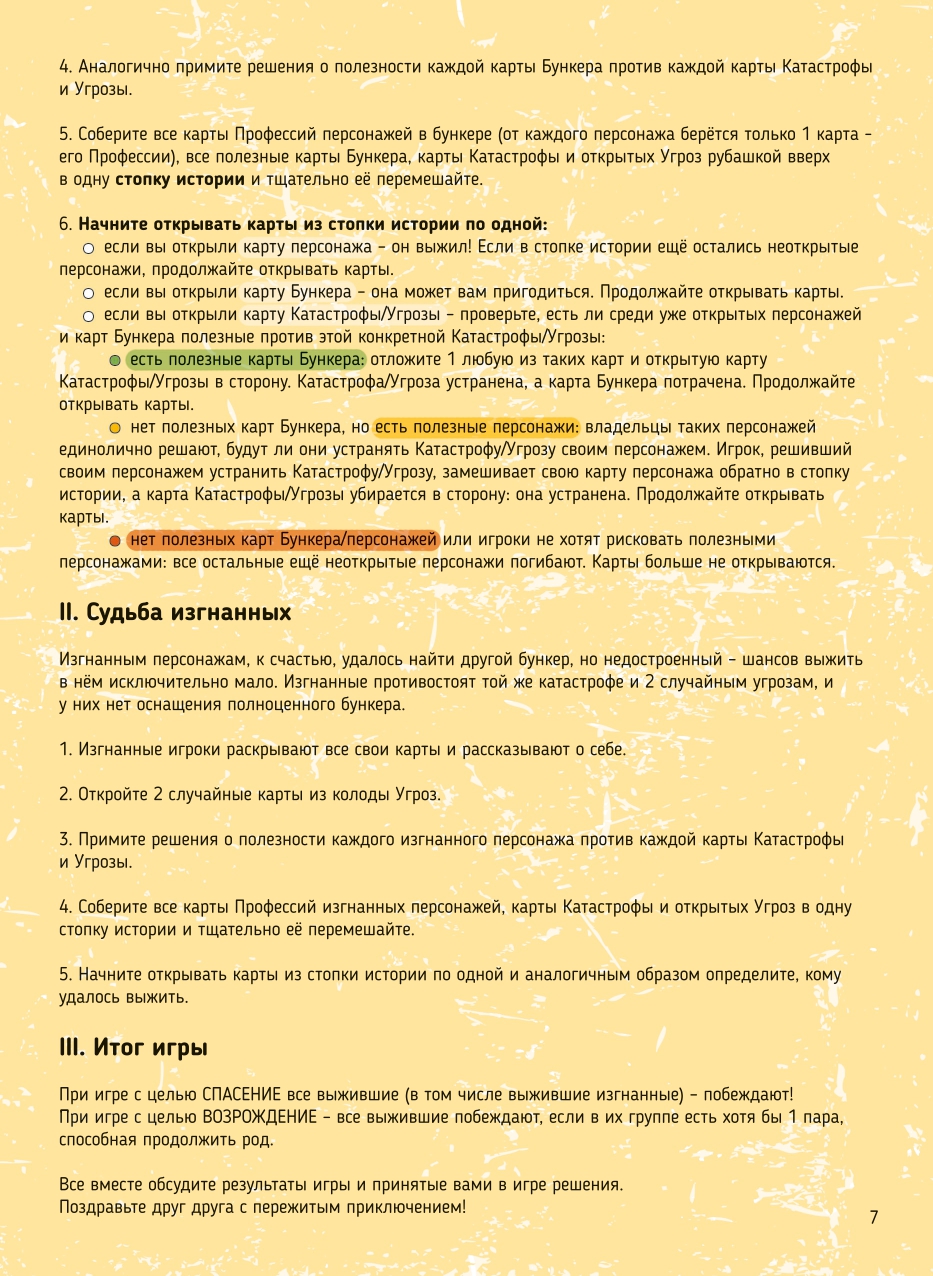 4. Аналогично примите решения о полезности каждой карты Бункера против каждой карты Катастрофы
и Угрозы.
5. Соберите все карты Профессий персонажей в бункере (от каждого персонажа берётся только 1 карта –
его Профессии), все полезные карты Бункера, карты Катастрофы и открытых Угроз рубашкой вверх
в одну стопку истории и тщательно её перемешайте.
6. Начните открывать карты из стопки истории по одной:
если вы открыли карту персонажа – он выжил! Если в стопке истории ещё остались неоткрытые
персонажи, продолжайте открывать карты.
если вы открыли карту Бункера – она может вам пригодиться. Продолжайте открывать карты.
если вы открыли карту Катастрофы/Угрозы – проверьте, есть ли среди уже открытых персонажей
и карт Бункера полезные против этой конкретной Катастрофы/Угрозы:
есть полезные карты Бункера: отложите 1 любую из таких карт и открытую карту
Катастрофы/Угрозы в сторону. Катастрофа/Угроза устранена, а карта Бункера потрачена. Продолжайте
открывать карты.
нет полезных карт Бункера, но есть полезные персонажи: владельцы таких персонажей
единолично решают, будут ли они устранять Катастрофу/Угрозу своим персонажем. Игрок, решивший
своим персонажем устранить Катастрофу/Угрозу, замешивает свою карту персонажа обратно в стопку
истории, а карта Катастрофы/Угрозы убирается в сторону: она устранена. Продолжайте открывать
карты.
нет полезных карт Бункера/персонажей или игроки не хотят рисковать полезными
персонажами: все остальные ещё неоткрытые персонажи погибают. Карты больше не открываются.
II. Судьба изгнанных
Изгнанным персонажам, к счастью, удалось найти другой бункер, но недостроенный – шансов выжить
в нём исключительно мало. Изгнанные противостоят той же катастрофе и 2 случайным угрозам, и
у них нет оснащения полноценного бункера.
1. Изгнанные игроки раскрывают все свои карты и рассказывают о себе.
2. Откройте 2 случайные карты из колоды Угроз.
3. Примите решения о полезности каждого изгнанного персонажа против каждой карты Катастрофы
и Угрозы.
4. Соберите все карты Профессий изгнанных персонажей, карты Катастрофы и открытых Угроз в одну
стопку истории и тщательно её перемешайте.
5. Начните открывать карты из стопки истории по одной и аналогичным образом определите, кому
удалось выжить.
III. Итог игры
При игре с целью СПАСЕНИЕ все выжившие (в том числе выжившие изгнанные) – побеждают!
При игре с целью ВОЗРОЖДЕНИЕ – все выжившие побеждают, если в их группе есть хотя бы 1 пара,
способная продолжить род.
Все вместе обсудите результаты игры и принятые вами в игре решения.
Поздравьте друг друга с пережитым приключением!
7